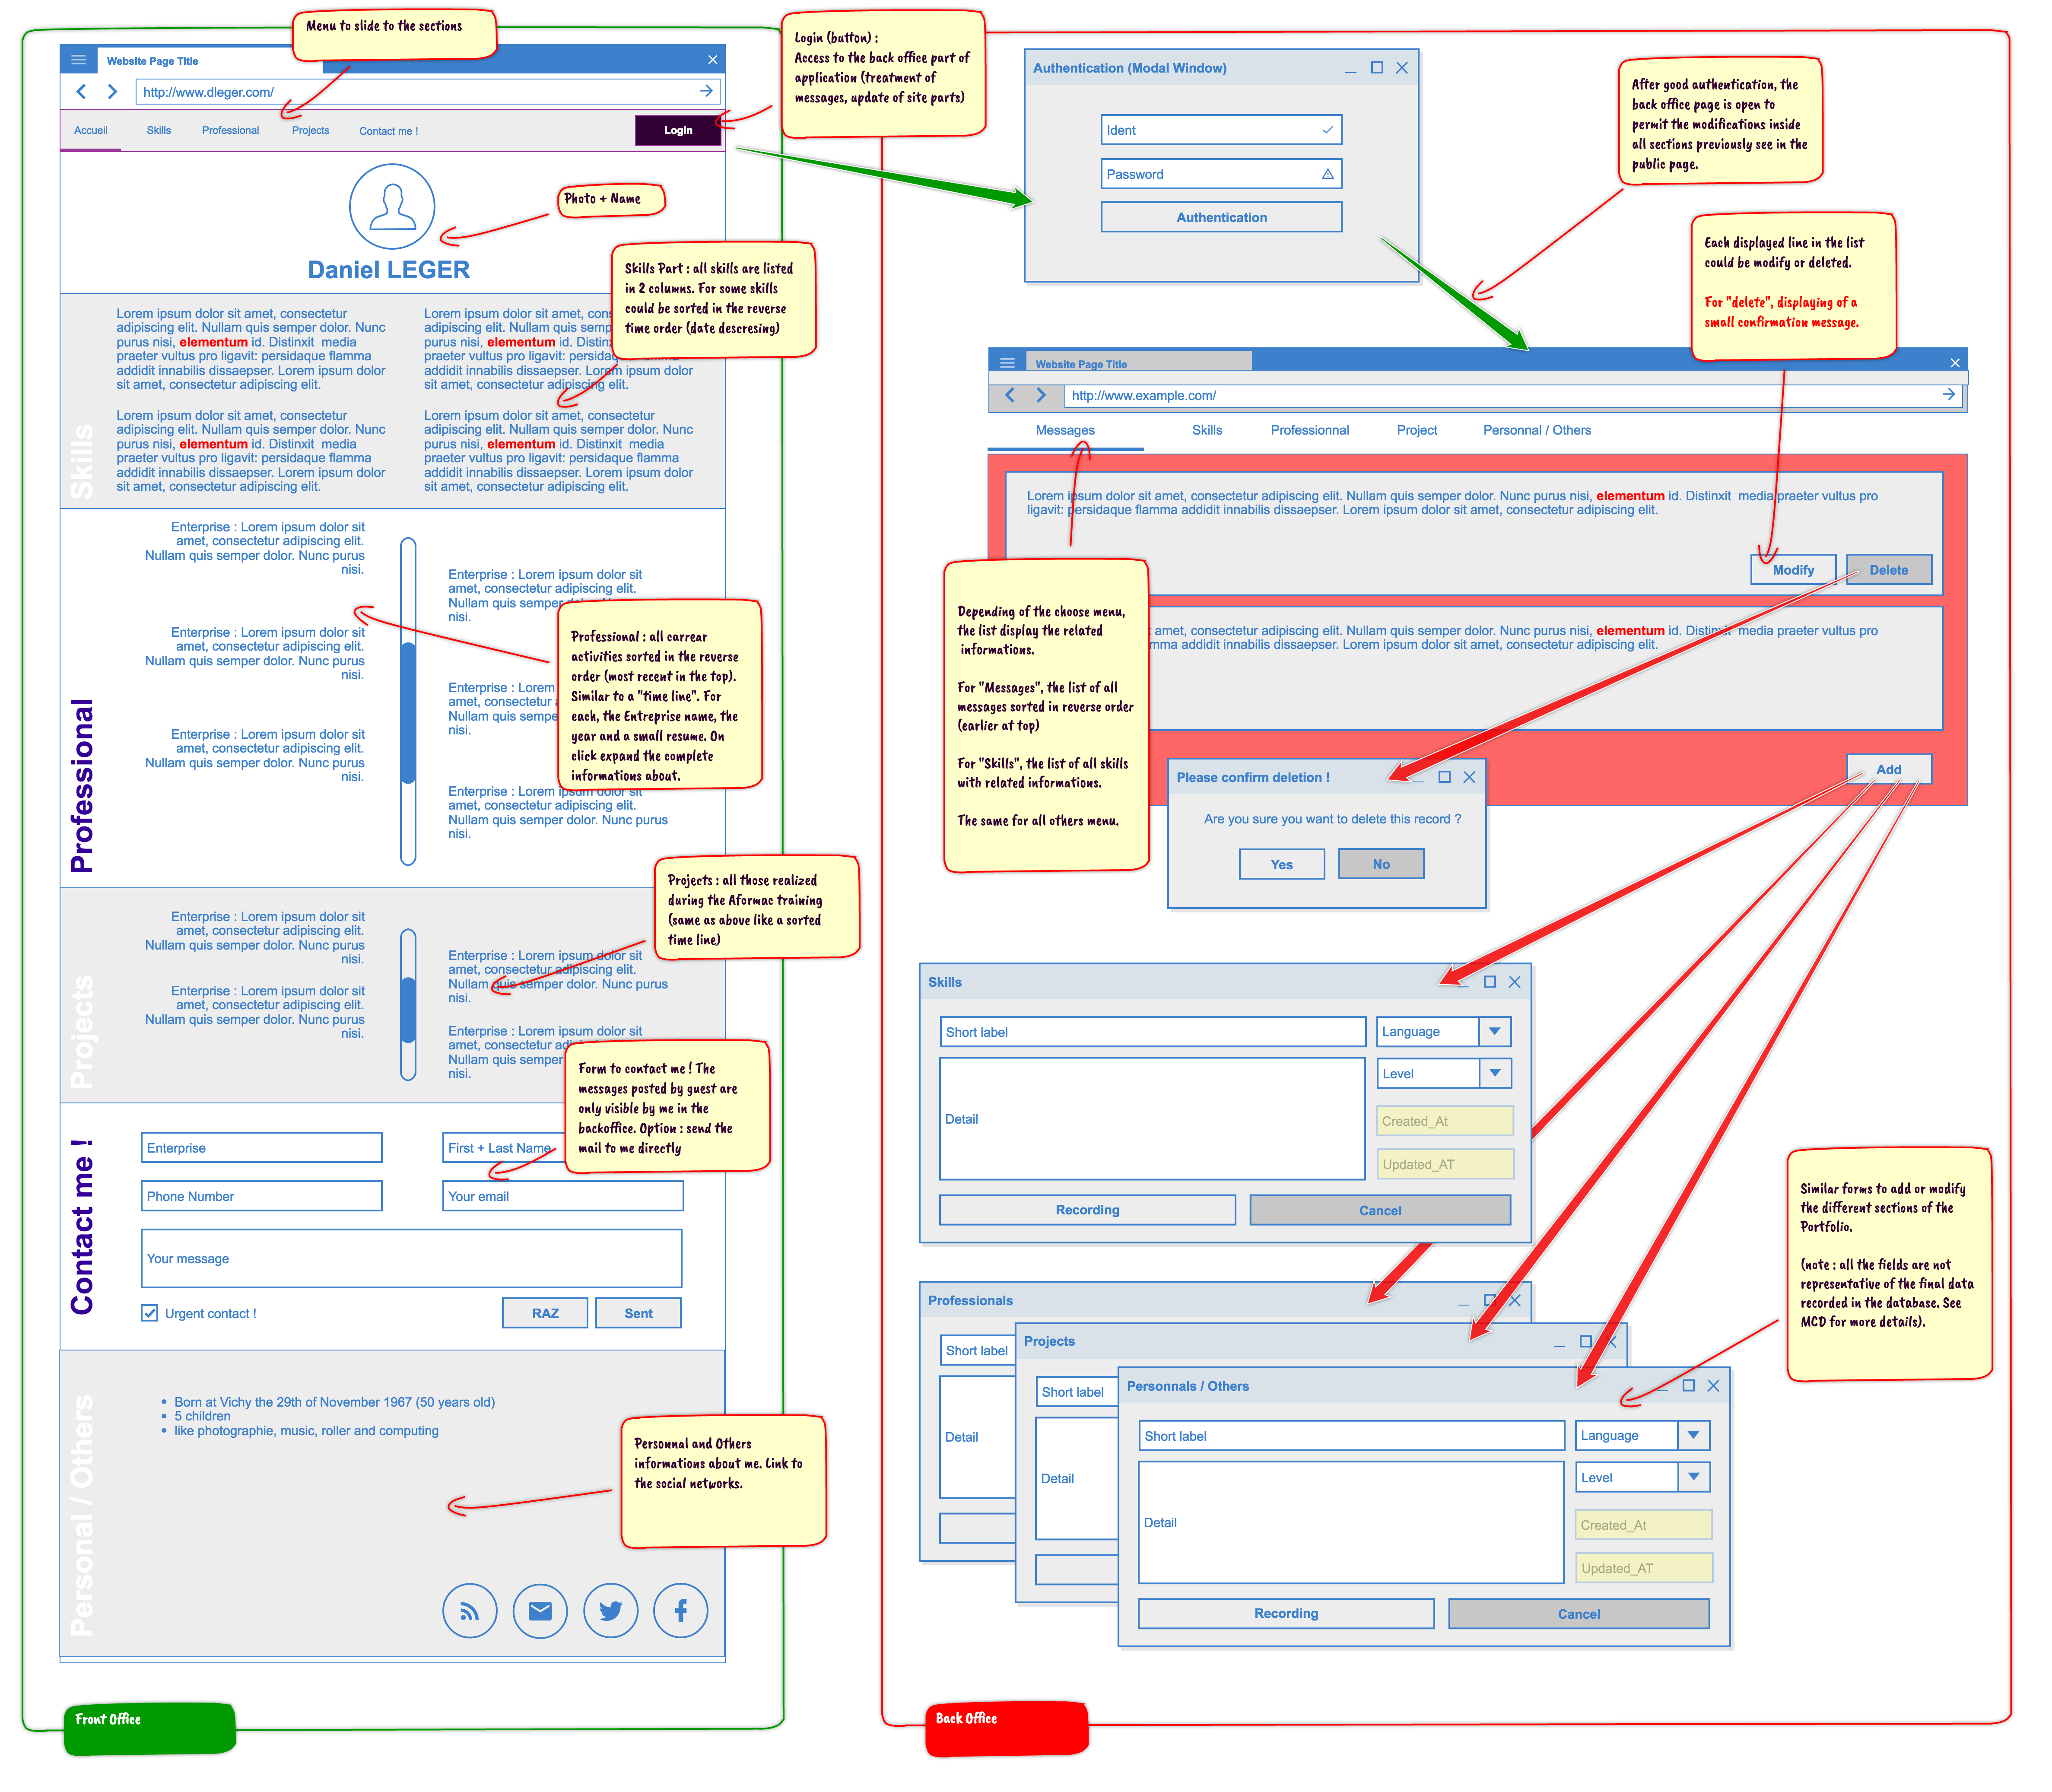 Menu to slide to the sections
Website Page Title
http://www.dleger.com/
Accueil
Skills
Professional
Projects
Contact me !
Login
Login (button) :
Access to the back office part of
application (treatment of
messages, update of site parts)
Photo + Name
Daniel LEGER
Skills Part : all skills are listed
in 2 columns. For some skills
could be sorted in the reverse
time order (date descresing)
Skills
Lorem ipsum dolor sit amet, consectetur
adipiscing elit. Nullam quis semper dolor. Nunc
purus nisi, elementum id. Distinxit media
praeter vultus pro ligavit: persidaque flamma
addidit innabilis dissaepser. Lorem ipsum dolor
sit amet, consectetur adipiscing elit.
Lorem ipsum dolor sit amet,
adipiscing elit. Nullam quis
purus nisi, elementum id.
praeter vultus pro ligavit: flamma
addidit innabilis dissaepser. Lorem ipsum dolor
sit amet, consectetur adipiscing elit.
Lorem ipsum dolor sit amet, consectetur
adipiscing elit. Nullam quis semper dolor. Nunc
purus nisi, elementum id. Distinxit media
praeter vultus pro ligavit: persidaque flamma
addidit innabilis dissaepser. Lorem ipsum dolor
sit amet, consectetur adipiscing elit.
Lorem ipsum dolor sit amet, consectetur
adipiscing elit. Nullam quis semper dolor. Nunc
purus nisi, elementum id. Distinxit media
praeter vultus pro ligavit: persidaque flamma
addidit innabilis dissaepser. Lorem ipsum dolor
sit amet, consectetur adipiscing elit.
Professional
Enterprise : Lorem ipsum dolor sit
amet, consectetur adipiscing elit.
Nullam quis semper dolor. Nunc purus
nisi.
Enterprise : Lorem ipsum dolor sit
amet, consectetur adipiscing elit.
Nullam quis semper
nisi.
Enterprise : Lorem ipsum dolor sit
amet, consectetur adipiscing elit.
Nullam quis semper dolor. Nunc purus
nisi.
Enterprise : Lorem
amet, consectetur
Nullam quis
nisi.
Enterprise : Lorem ipsum dolor sit
amet, consectetur adipiscing elit.
Nullam quis semper dolor. Nunc purus
nisi.
Enterprise : Lorem ipsum dolor sit
amet, consectetur adipiscing elit.
Nullam quis semper dolor. Nunc purus
nisi.
Professional : all carrear
activities sorted in the reverse
order (most recent in the top).
Similar to a "time line". For
each, the Entreprise name, the
year and a small resume. On
click expand the complete
informations about.
Projects
Enterprise : Lorem ipsum dolor sit
amet, consectetur adipiscing elit.
Nullam quis semper dolor. Nunc purus
nisi.
Enterprise : Lorem ipsum dolor sit
amet, consectetur adipiscing elit.
Nullam quis semper dolor. Nunc purus
nisi.
Enterprise : Lorem ipsum dolor sit
amet, consectetur adipiscing elit.
Nullam quis semper dolor. Nunc purus
nisi.
Enterprise : Lorem ipsum dolor sit
amet, consectetur
Nullam quis semper
nisi.
Projects : all those realized
during the Aformac training
(same as above like a sorted
time line)
Contact me !
Enterprise
First + Last Name
Phone Number
Your email
Your message
Urgent contact !
RAZ
Sent
Form to contact me ! The
messages posted by guest are
only visible by me in the
backoffice. Option : send the
mail to me directly
Personal / Others
Born at Vichy the 29th of November 1967 (50 years old)
5 children
like photographie, music, roller and computing
Personnal and Others
informations about me. Link to
the social networks.
Front Office
Authentication (Modal Window)
Ident
Password
Authentication
After good authentication, the
back office page is open to
permit the modifications inside
all sections previously see in the
public page.
Each displayed line in the list
could be modify or deleted.
For "delete", displaying of a
small confirmation message.
Website Page Title
http://www.example.com/
Messages
Skills
Professionnal
Project
Personnal / Others
Lorem ipsum dolor sit amet, consectetur adipiscing elit. Nullam quis semper dolor. Nunc purus nisi, elementum id. Distinxit media praeter vultus pro
ligavit: persidaque flamma addidit innabilis dissaepser. Lorem ipsum dolor sit amet, consectetur adipiscing elit.
Modify
Delete
amet, consectetur adipiscing elit. Nullam quis semper dolor. Nunc purus nisi, elementum id. Distinxit media praeter vultus pro
addidit innabilis dissaepser. Lorem ipsum dolor sit amet, consectetur adipiscing elit.
Add
Depending of the choose menu,
the list display the related
informations.
For "Messages", the list of all
messages sorted in reverse order
(earlier at top)
For "Skills", the list of all skills
with related informations.
The same for all others menu.
Please confirm deletion !
Are you sure you want to delete this record ?
Yes
No
Skills
Short label
Language
Level
Detail
Created_At
Updated_AT
Recording
Cancel
Professionals
Short label
Detail
Projects
Short label
Detail
Personnals / Others
Short label
Language
Level
Detail
Created_At
Updated_AT
Recording
Cancel
Similar forms to add or modify
the different sections of the
Portfolio.
(note : all the fields are not
representative of the final data
recorded in the database. See
MCD for more details).
Back Office